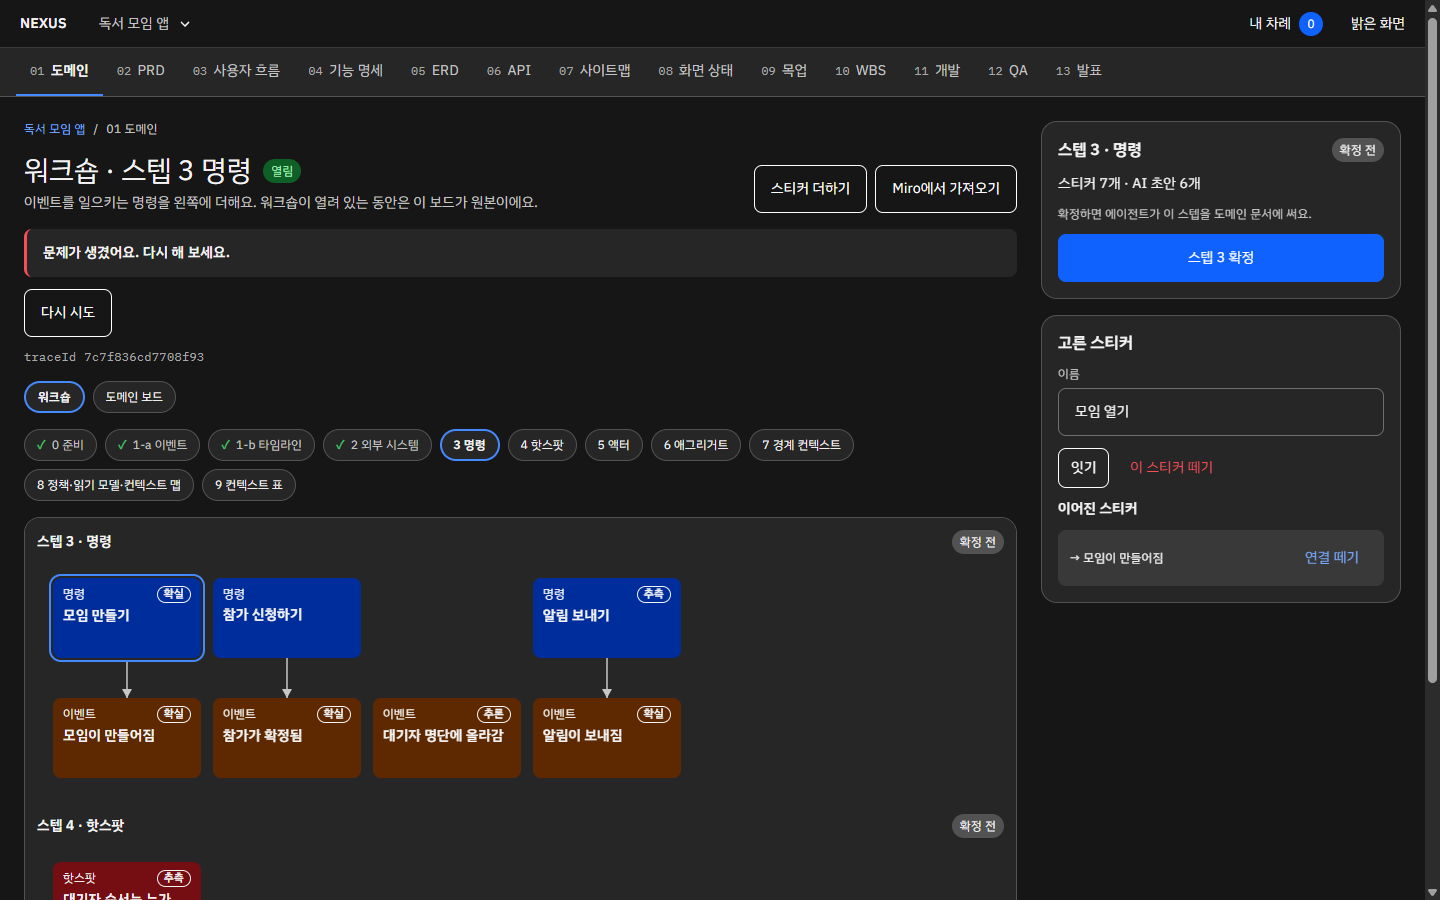 NEXUS 독서 모임 앱 내 차례 0 밝은 화면
01 도메인 02 PRD 03 사용자 흐름 04 기능 명세 05 ERD 06 API 07 사이트맵 08 화면 상태 09 목업 10 WBS 11 개발 12 QA 13 발표
독서 모임 앱 / 01 도메인
워크숍 · 스텝 3 명령 열림
이벤트를 일으키는 명령을 왼쪽에 더해요. 워크숍이 열려 있는 동안은 이 보드가 원본이에요.
스티커 더하기 Miro에서 가져오기
문제가 생겼어요. 다시 해 보세요.
다시 시도
traceId 7c7f836cd7708f93
워크숍 도메인 보드
✓ 0 준비 ✓ 1-a 이벤트 ✓ 1-b 타임라인 ✓ 2 외부 시스템 3 명령 4 핫스팟 5 액터 6 애그리거트 7 경계 컨텍스트
8 정책·읽기 모델·컨텍스트 맵 9 컨텍스트 표
스텝 3 · 명령 확정 전
명령 확실
모임 만들기
명령
참가 신청하기
명령 추측
알림 보내기
이벤트 확실
모임이 만들어짐
이벤트 확실
참가가 확정됨
이벤트 추론
대기자 명단에 올라감
이벤트 확실
알림이 보내짐
스텝 4 · 핫스팟 확정 전
핫스팟 추측
대기자 순서는 누가
스텝 3 · 명령 확정 전
스티커 7개 · AI 초안 6개
확정하면 에이전트가 이 스텝을 도메인 문서에 써요.
스텝 3 확정
고른 스티커
이름
모임 열기
잇기 이 스티커 떼기
이어진 스티커
→ 모임이 만들어짐 연결 떼기